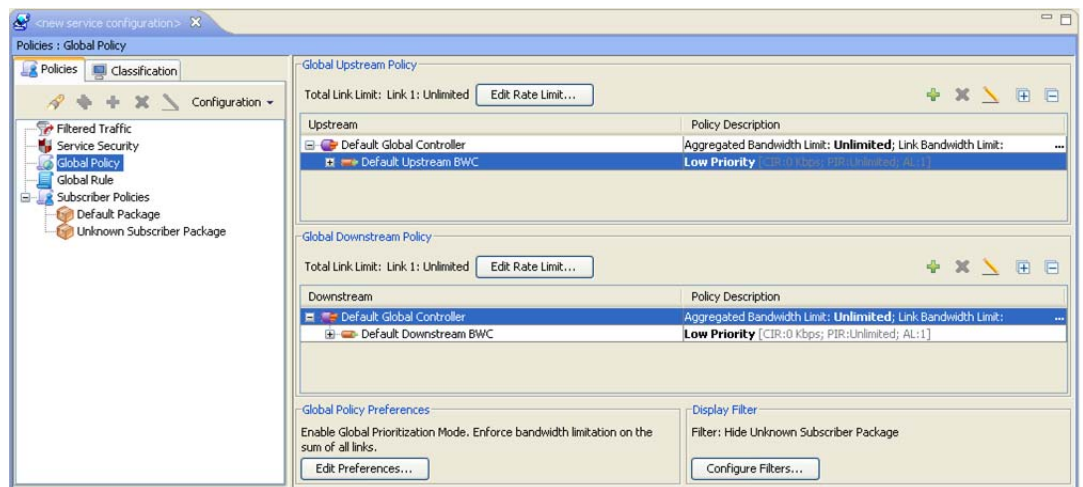 <new service configuration>
Policies : Global Policy
Policies Classification
Configuration
Filtered Traffic
Service Security
Global Policy
Global Rule
Subscriber Policies
Default Package
Unknown Subscriber Package
Global Upstream Policy
Total Link Limit: Link 1: Unlimited Edit Rate Limit...
Upstream Policy Description
Default Global Controller Aggregated Bandwidth Limit: Unlimited; Link Bandwidth Limit: ...
Default Upstream BWC Low Priority [CIR:0 Kbps; PIR:Unlimited; AL:1]
Global Downstream Policy
Total Link Limit: Link 1: Unlimited Edit Rate Limit...
Downstream Policy Description
Default Global Controller Aggregated Bandwidth Limit: Unlimited; Link Bandwidth Limit: ...
Default Downstream BWC Low Priority [CIR:0 Kbps; PIR:Unlimited; AL:1]
Global Policy Preferences
Enable Global Prioritization Mode. Enforce bandwidth limitation on the
sum of all links.
Edit Preferences...
Display Filter
Filter: Hide Unknown Subscriber Package
Configure Filters...